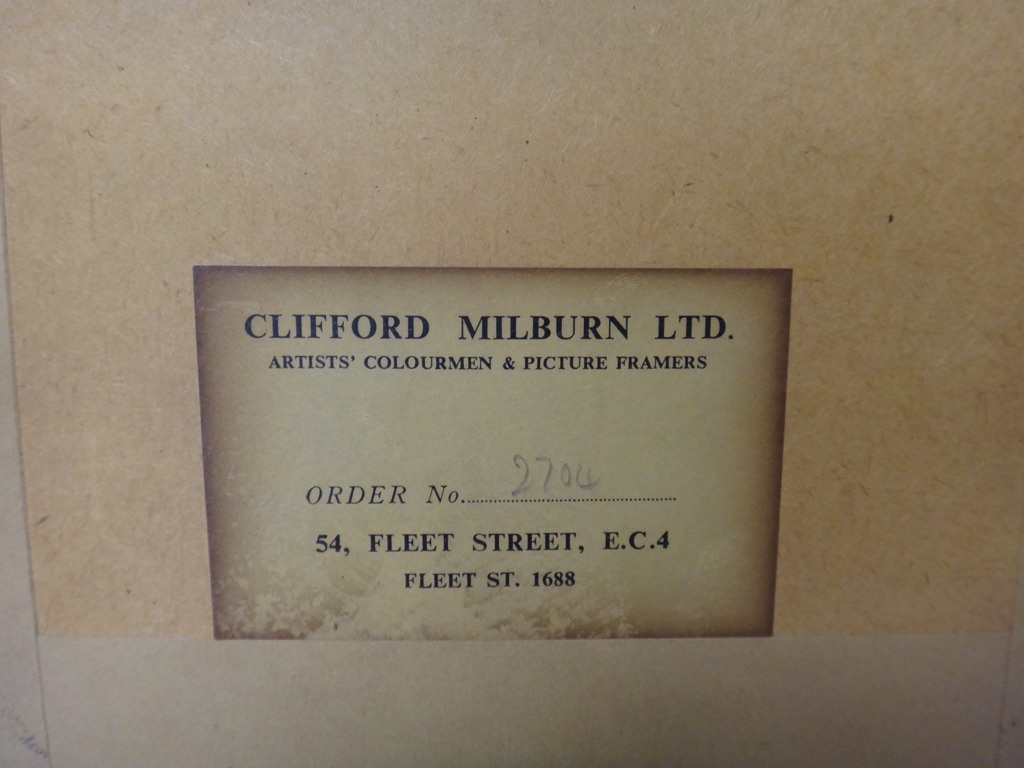 CLIFFORD MILBURN LTD.
ARTISTS' COLOURMEN & PICTURE FRAMERS
ORDER No. 2704
54, FLEET STREET, E.C.4
FLEET ST. 1688